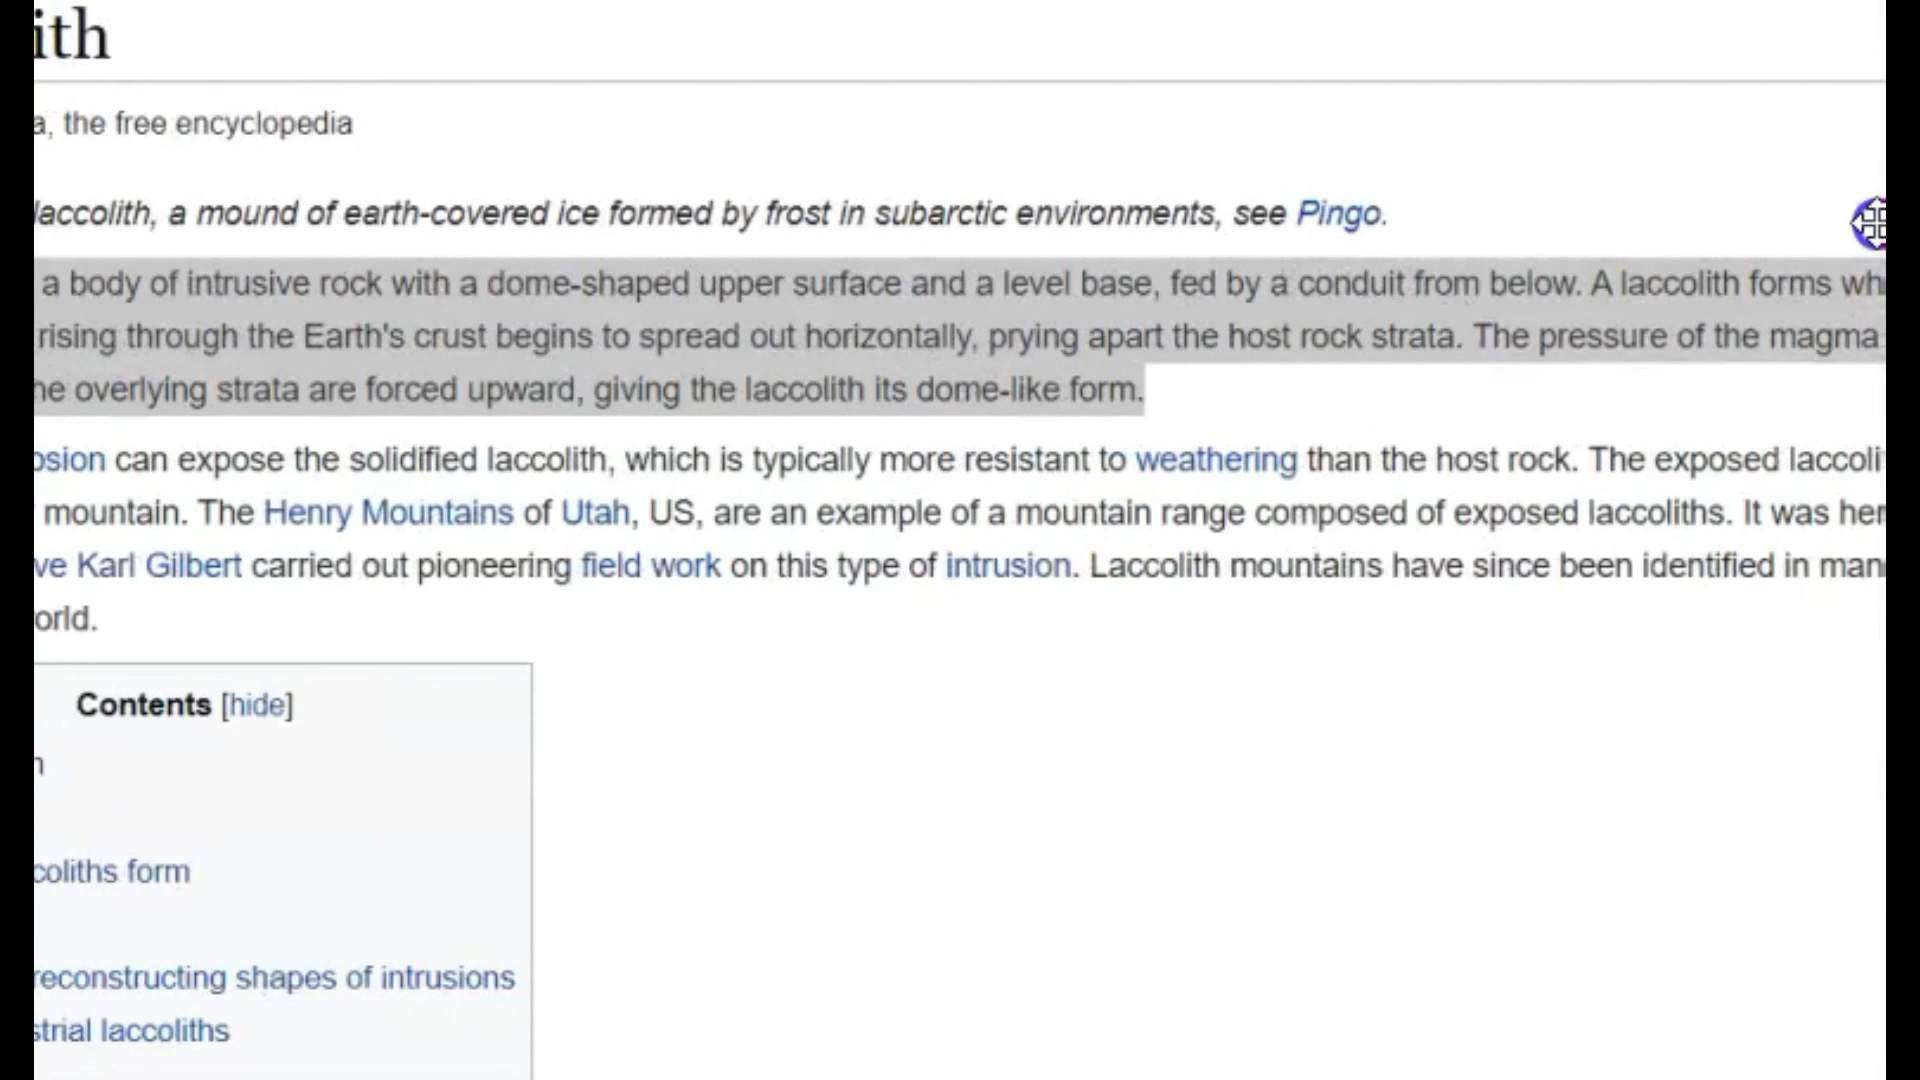 ith
a, the free encyclopedia
laccolith, a mound of earth-covered ice formed by frost in subarctic environments, see Pingo.
a body of intrusive rock with a dome-shaped upper surface and a level base, fed by a conduit from below. A laccolith forms wh
rising through the Earth's crust begins to spread out horizontally, prying apart the host rock strata. The pressure of the magma
he overlying strata are forced upward, giving the laccolith its dome-like form.
osion can expose the solidified laccolith, which is typically more resistant to weathering than the host rock. The exposed laccoli
mountain. The Henry Mountains of Utah, US, are an example of a mountain range composed of exposed laccoliths. It was her
ve Karl Gilbert carried out pioneering field work on this type of intrusion. Laccolith mountains have since been identified in man
orld.
Contents [hide]
n
coliths form
reconstructing shapes of intrusions
strial laccoliths